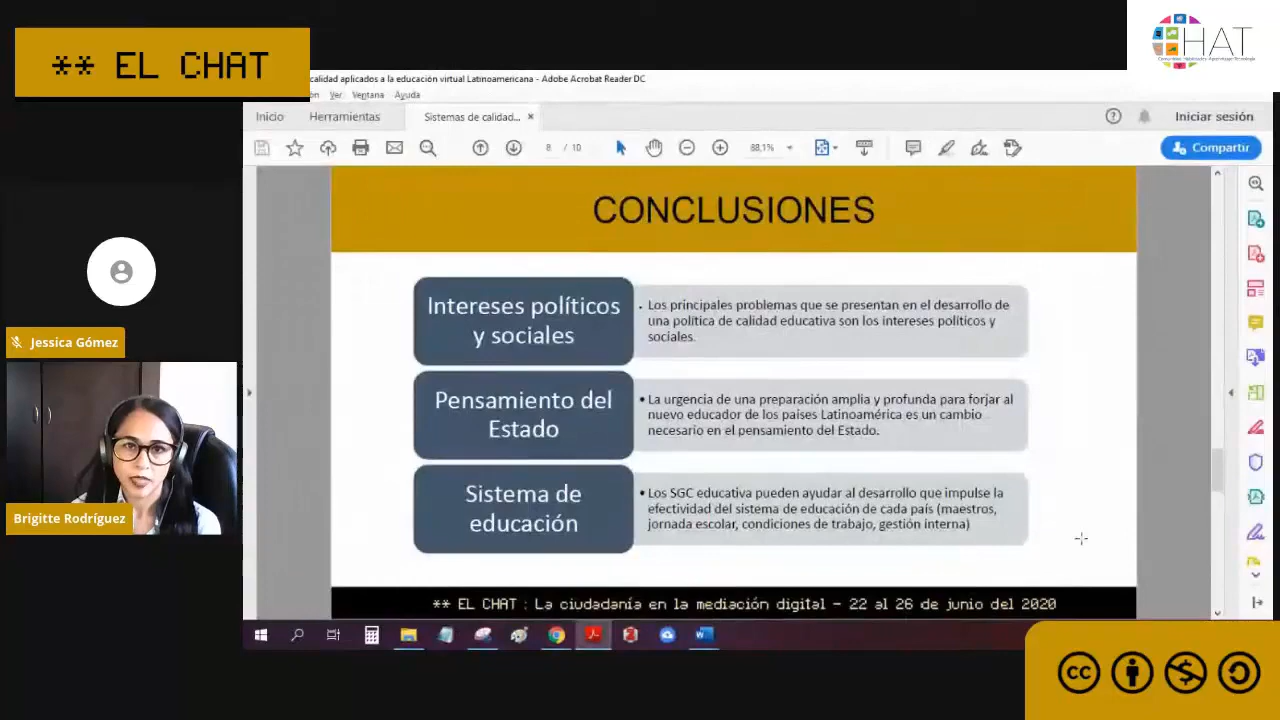 ** EL CHAT
CHAT
calidad aplicados a la educación virtual Latinoamericana - Adobe Acrobat Reader DC
Ver Ventana Ayuda
Inicio Herramientas Sistemas de calidad... × Iniciar sesión
8 / 10 88,1% Compartir
CONCLUSIONES
Intereses políticos
y sociales
• Los principales problemas que se presentan en el desarrollo de
una política de calidad educativa son los intereses políticos y
sociales.
Pensamiento del
Estado
• La urgencia de una preparación amplia y profunda para forjar al
nuevo educador de los países Latinoamérica es un cambio
necesario en el pensamiento del Estado.
Sistema de
educación
• Los SGC educativa pueden ayudar al desarrollo que impulse la
efectividad del sistema de educación de cada país (maestros,
jornada escolar, condiciones de trabajo, gestión interna)
** EL CHAT : La ciudadanía en la mediación digital - 22 al 26 de junio del 2020
Jessica Gómez
Brigitte Rodríguez
cc